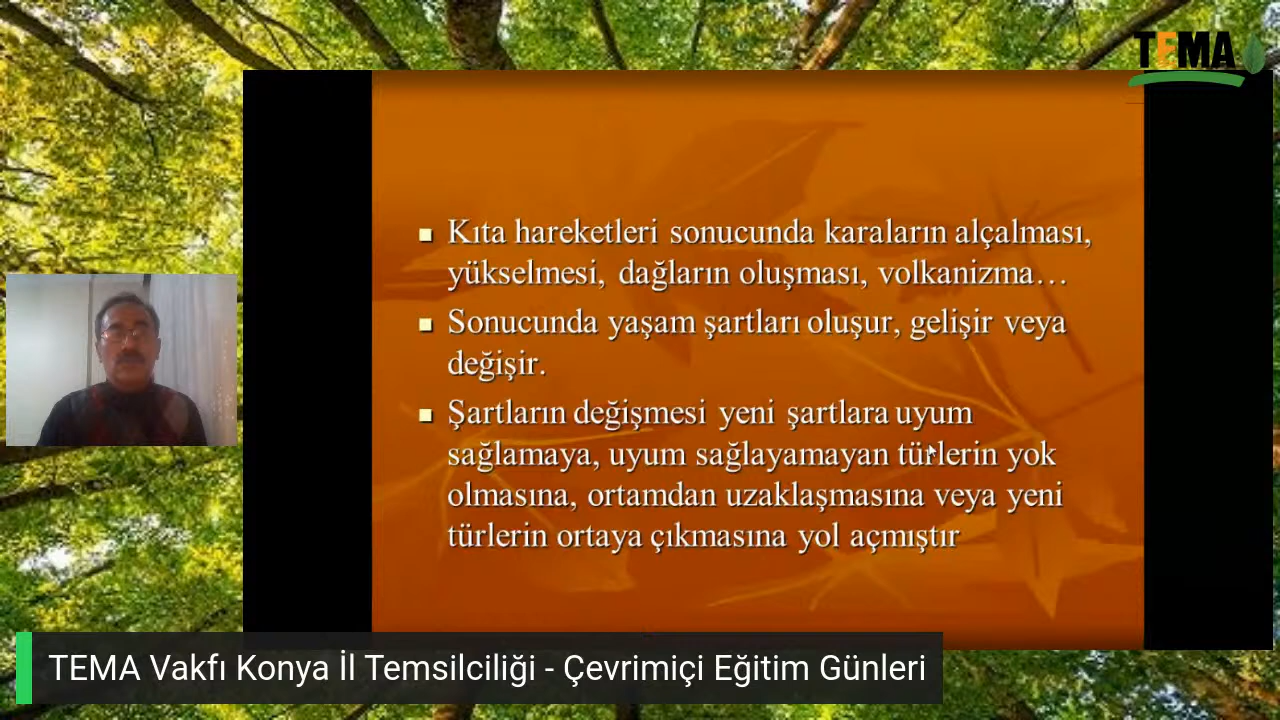 TEMA
Kıta hareketleri sonucunda karaların alçalması,
yükselmesi, dağların oluşması, volkanizma…
Sonucunda yaşam şartları oluşur, gelişir veya
değişir.
Şartların değişmesi yeni şartlara uyum
sağlamaya, uyum sağlayamayan türlerin yok
olmasına, ortamdan uzaklaşmasına veya yeni
türlerin ortaya çıkmasına yol açmıştır
TEMA Vakfı Konya İl Temsilciliği - Çevrimiçi Eğitim Günleri